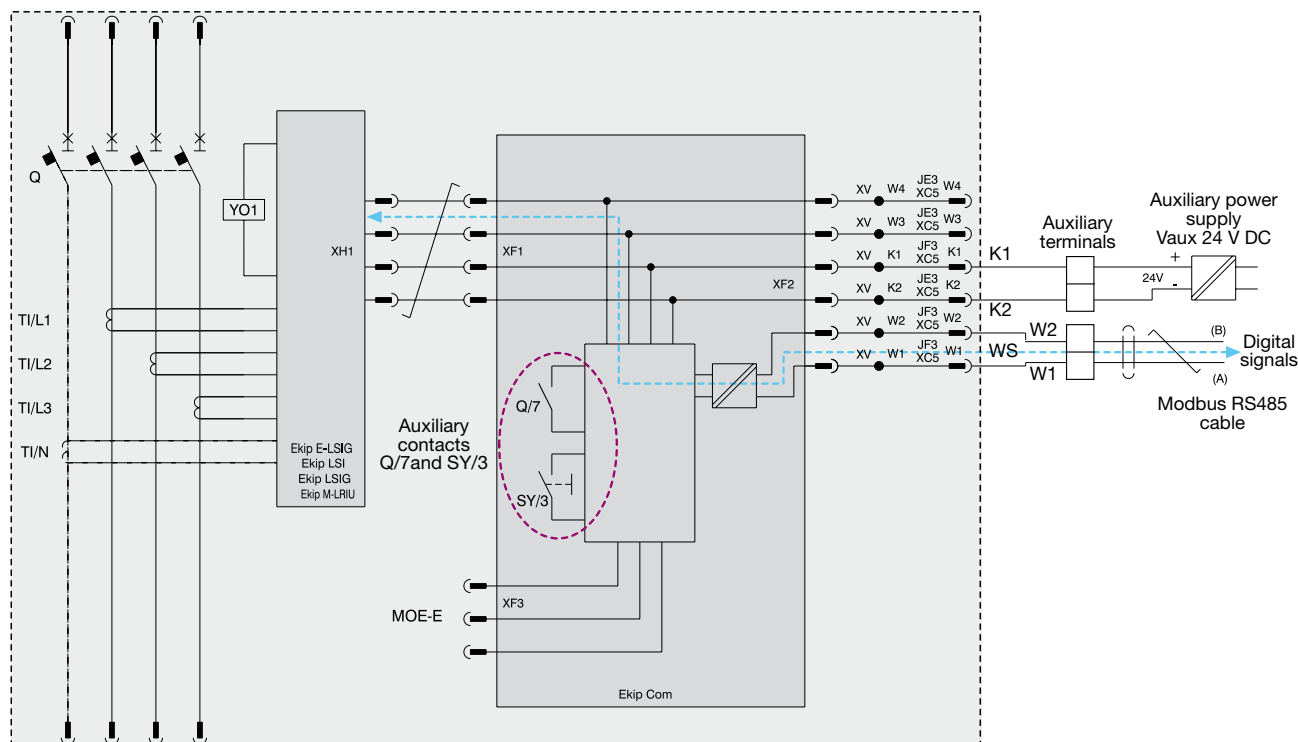 Q
YO1
XH1
TI/L1
TI/L2
TI/L3
TI/N
Ekip E-LSIG
Ekip LSI
Ekip LSIG
Ekip M-LRIU
XF1
XF2
Auxiliary
contacts
Q/7and SY/3
Q/7
SY/3
MOE-E
XF3
Ekip Com
XV W4 JE3 XC5 W4
XV W3 JE3 XC5 W3
XV K1 JF3 XC5 K1
XV K2 JE3 XC5 K2
XV W2 JF3 XC5 W2
XV W1 JF3 XC5 W1
K1
K2
W2
WS
W1
Auxiliary
terminals
Auxiliary power
supply
Vaux 24 V DC
+
24V
-
(B)
(A)
Digital
signals
Modbus RS485
cable